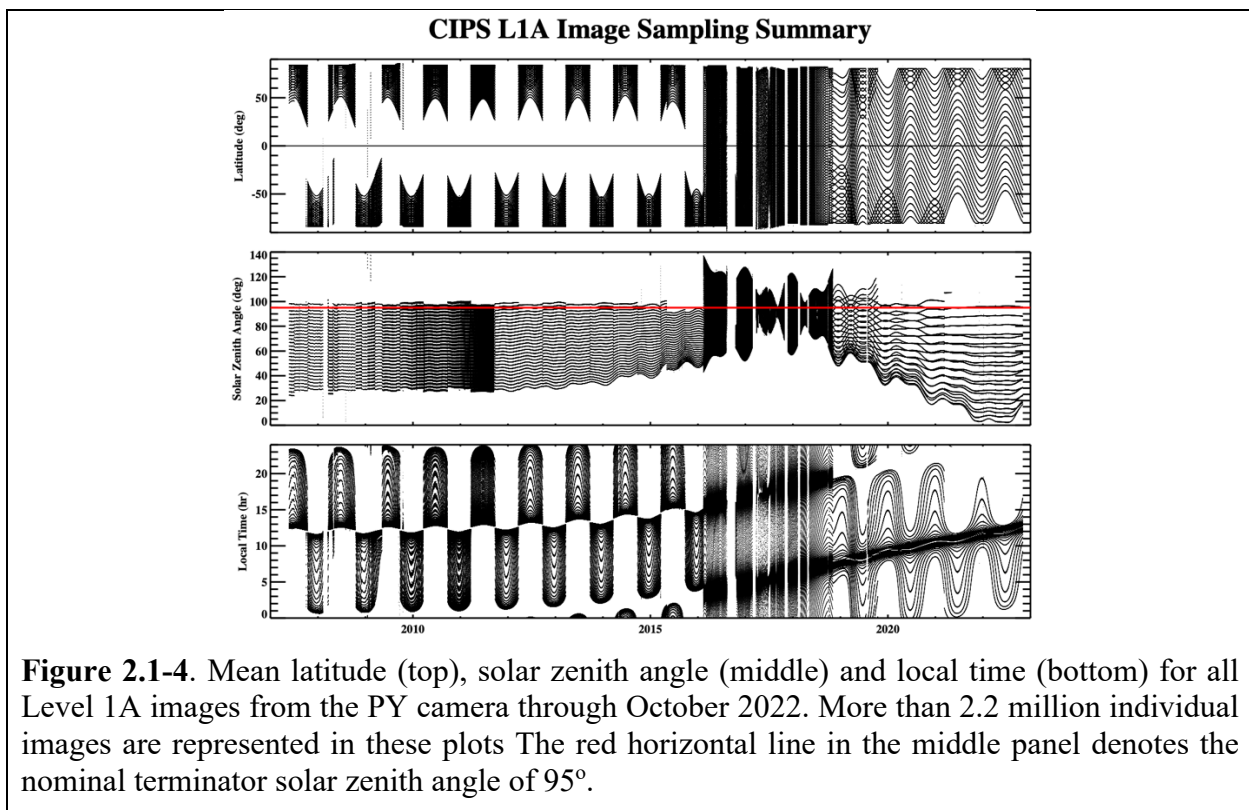 CIPS L1A Image Sampling Summary
Latitude (deg)
50
0
-50
Solar Zenith Angle (deg)
140
120
100
80
60
40
20
0
Local Time (hr)
20
15
10
5
0
2010 2015 2020
Figure 2.1-4. Mean latitude (top), solar zenith angle (middle) and local time (bottom) for all
Level 1A images from the PY camera through October 2022. More than 2.2 million individual
images are represented in these plots The red horizontal line in the middle panel denotes the
nominal terminator solar zenith angle of 95°.